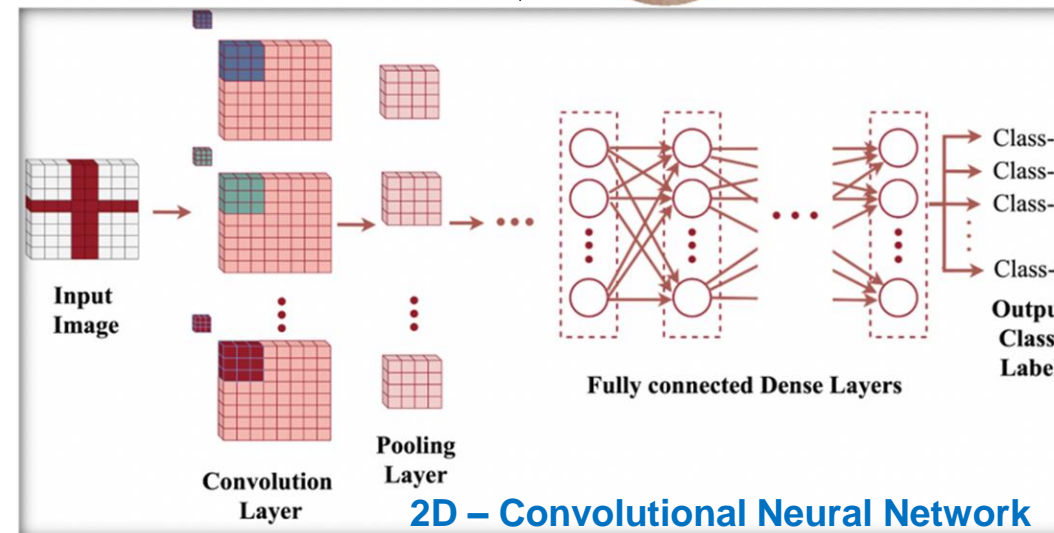 Input
Image
Convolution
Layer
Pooling
Layer
Fully connected Dense Layers
Class-
Class-
Class-
Class-
Outpu
Class
Labe
2D – Convolutional Neural Network